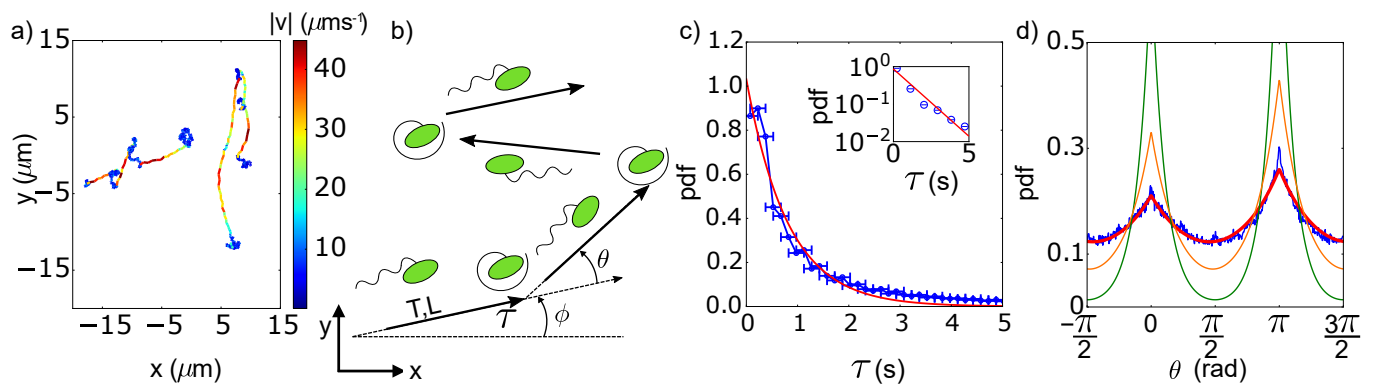 a)
|v| (μms⁻¹)
15
5
−5
−15
y (μm)
−15
−5
5
15
x (μm)
40
30
20
10
b)
θ
T,L
τ
ϕ
y
x
c)
1.2
1.0
0.8
0.6
0.4
0.2
0.0
pdf
0
1
2
3
4
5
τ (s)
10⁰
10⁻¹
10⁻²
pdf
0
5
τ (s)
d)
0.5
0.3
0.1
0
pdf
−π/2
0
π/2
π
3π/2
θ (rad)